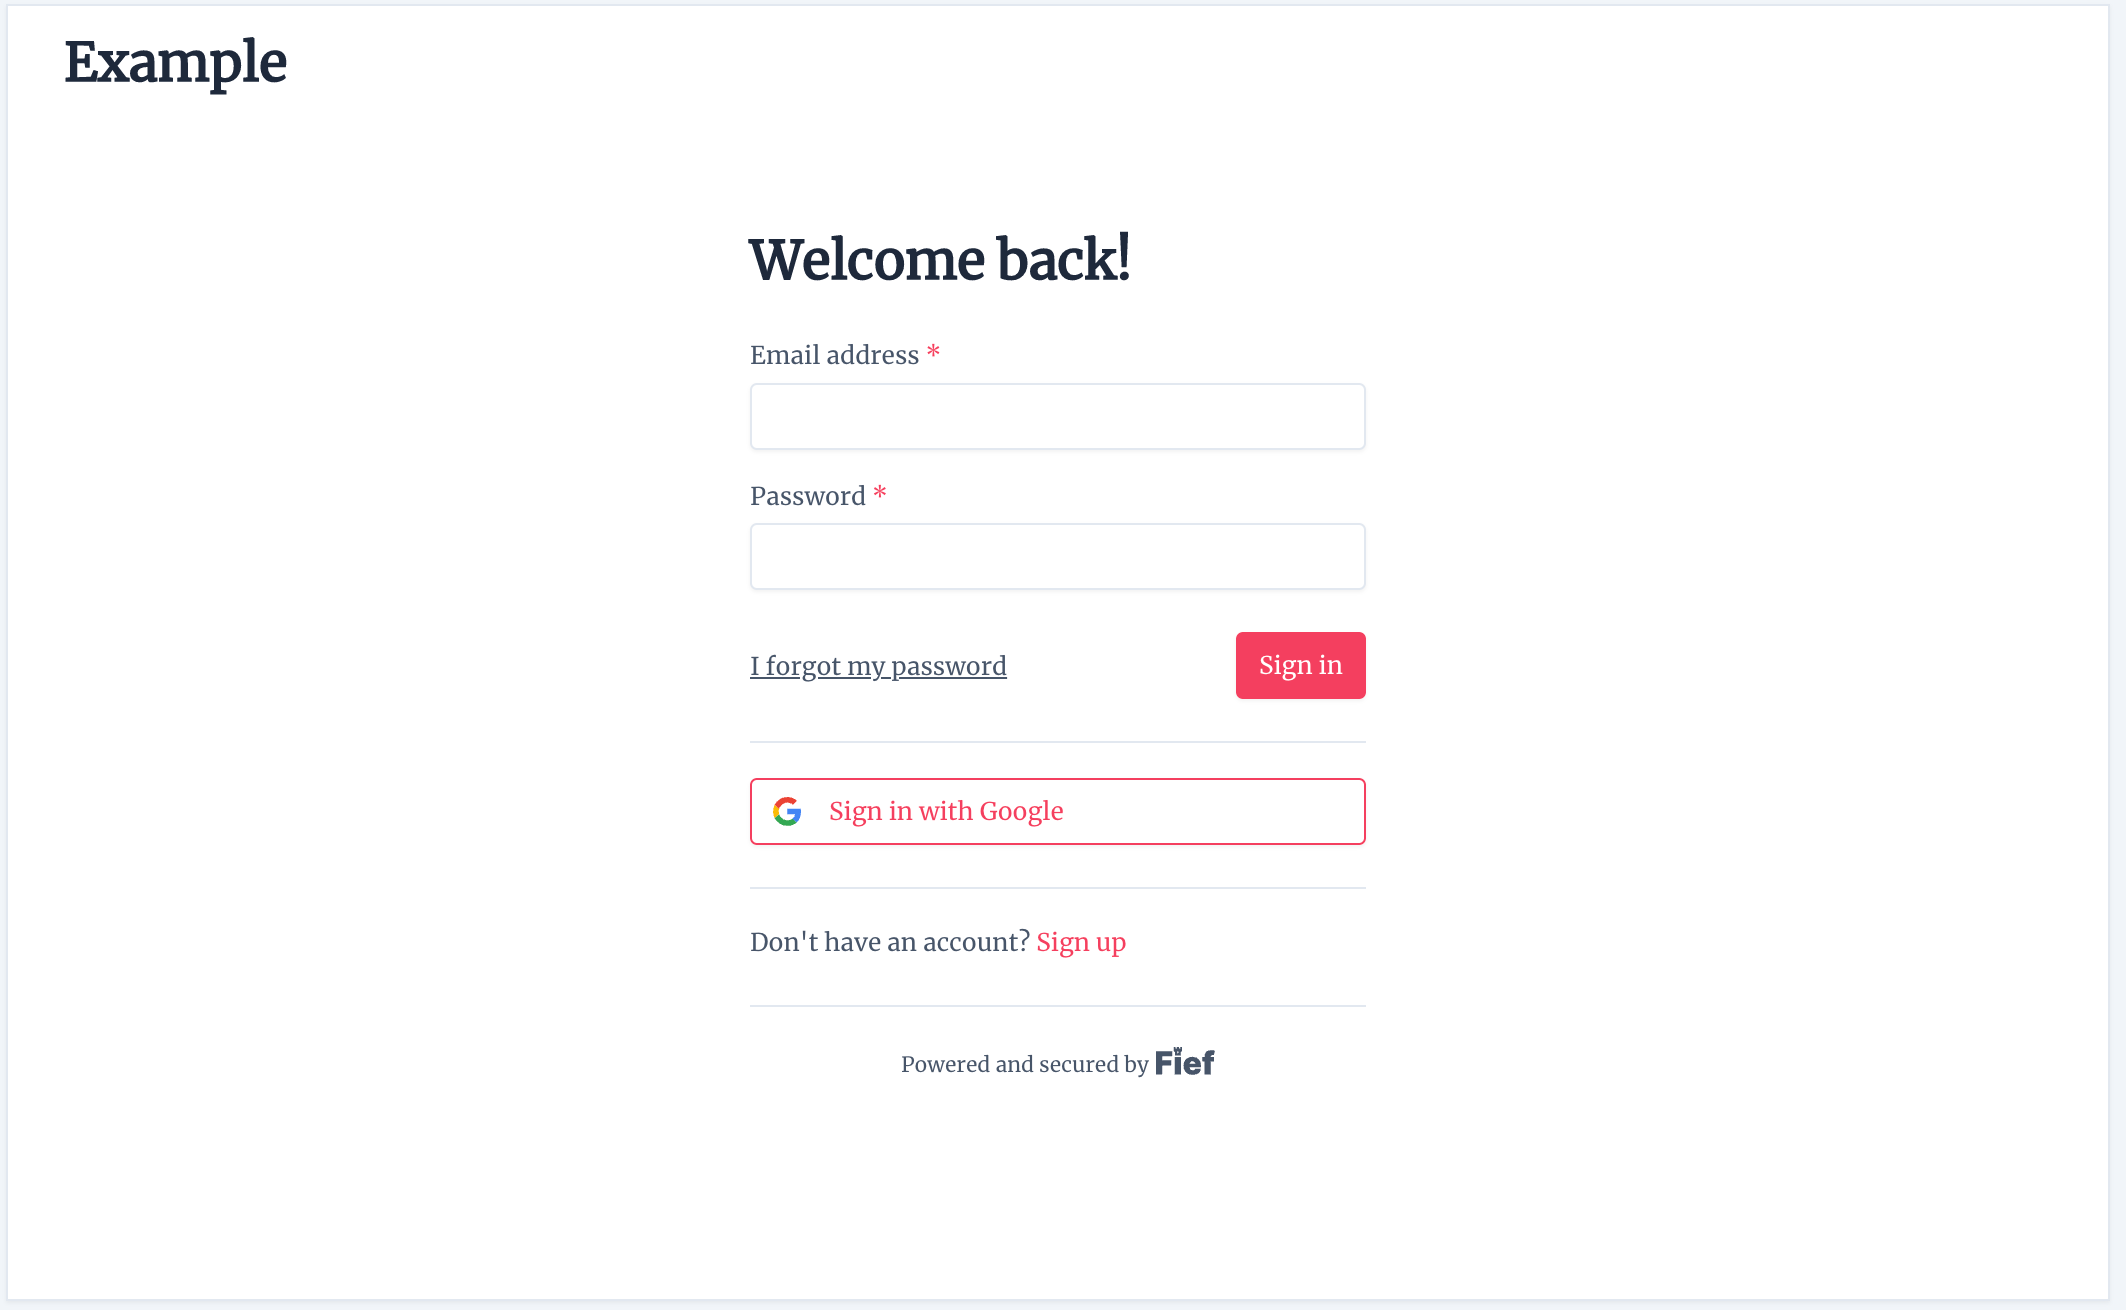 Example
Welcome back!
Email address *
Password *
I forgot my password
Sign in
Sign in with Google
Don't have an account? Sign up
Powered and secured by Fief